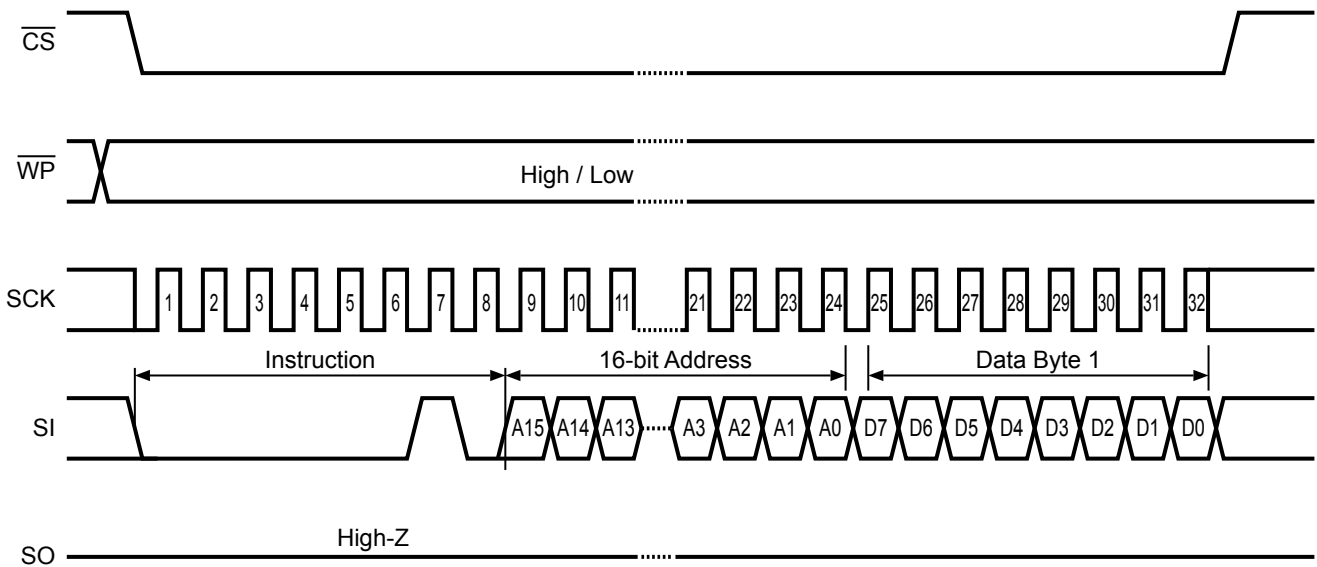 CS
WP
High / Low
SCK
1 2 3 4 5 6 7 8 9 10 11 21 22 23 24 25 26 27 28 29 30 31 32
Instruction 16-bit Address Data Byte 1
SI
A15 A14 A13 A3 A2 A1 A0 D7 D6 D5 D4 D3 D2 D1 D0
High-Z
SO